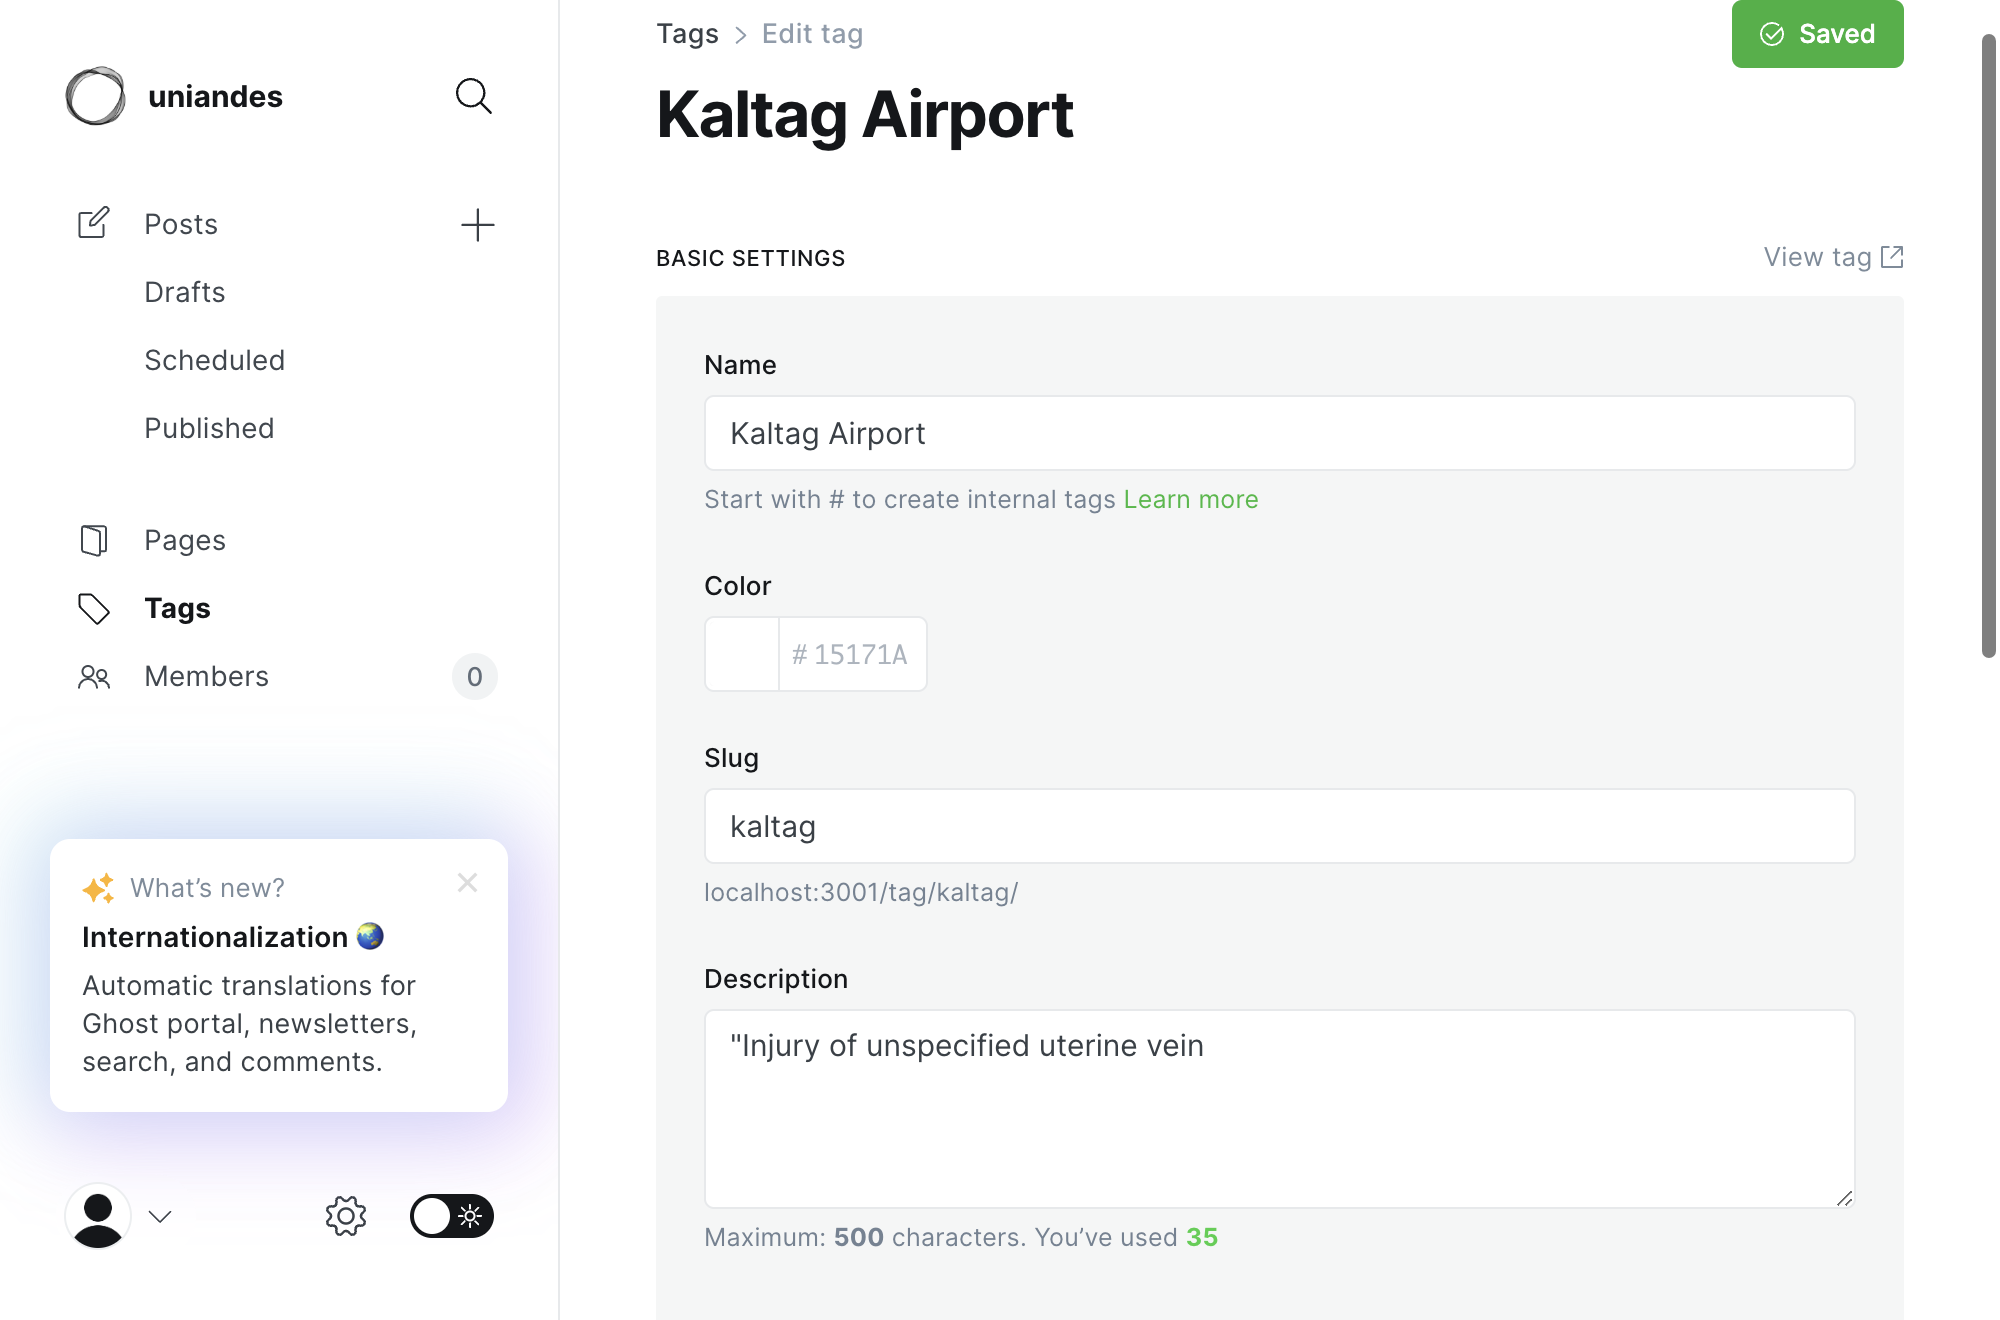 uniandes
Posts
Drafts
Scheduled
Published
Pages
Tags
Members
0
What’s new?
Internationalization
Automatic translations for
Ghost portal, newsletters,
search, and comments.
Tags > Edit tag
Saved
Kaltag Airport
BASIC SETTINGS
View tag
Name
Kaltag Airport
Start with # to create internal tags Learn more
Color
# 15171A
Slug
kaltag
localhost:3001/tag/kaltag/
Description
"Injury of unspecified uterine vein
Maximum: 500 characters. You’ve used 35